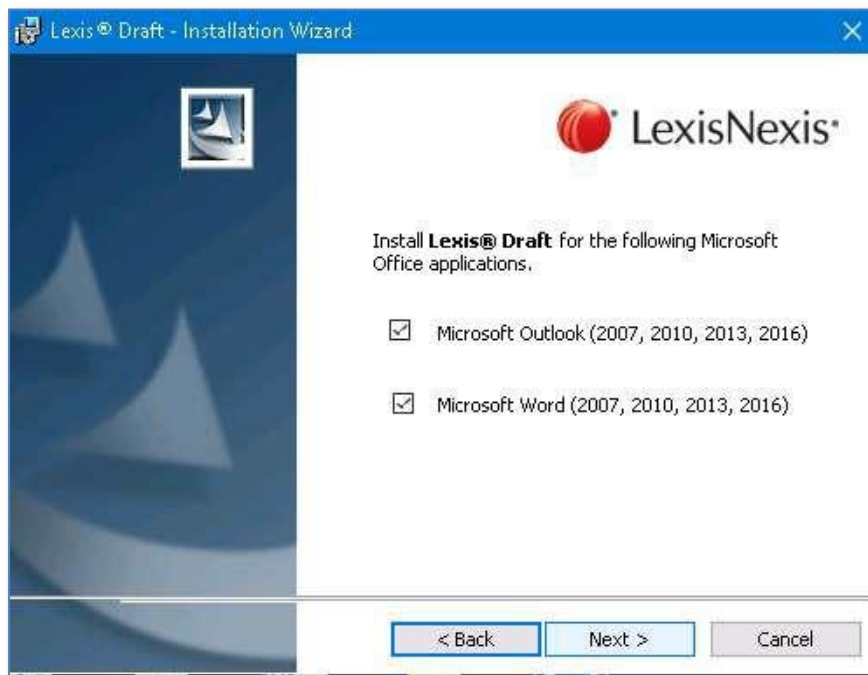 Lexis® Draft - Installation Wizard
LexisNexis®
Install Lexis® Draft for the following Microsoft
Office applications.
Microsoft Outlook (2007, 2010, 2013, 2016)
Microsoft Word (2007, 2010, 2013, 2016)
< Back
Next >
Cancel